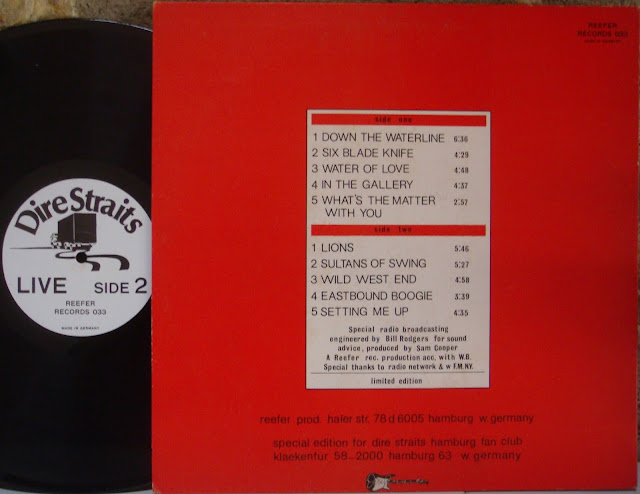 Dire Straits
LIVE SIDE 2
REEFER
RECORDS 033
MADE IN GERMANY
REEFER
RECORDS 033
MADE IN GERMANY
side one
1 DOWN THE WATERLINE 6:36
2 SIX BLADE KNIFE 4:29
3 WATER OF LOVE 4:48
4 IN THE GALLERY 4:37
5 WHAT'S THE MATTER
WITH YOU 2:57
side two
1 LIONS 5:46
2 SULTANS OF SWING 5:27
3 WILD WEST END 4:58
4 EASTBOUND BOOGIE 3:39
5 SETTING ME UP 4:35
Special radio broadcasting
engineered by Bill Rodgers for sound
advice, produced by Sam Cooper
A Reefer rec. production acc. with W.B.
Special thanks to radio network & w F.M.NY.
limited edition
reefer prod. hafer str. 78d 6005 hamburg w germany
special edition for dire straits hamburg fan club
klaekenfur 58 - 2000 hamburg 63 w germany